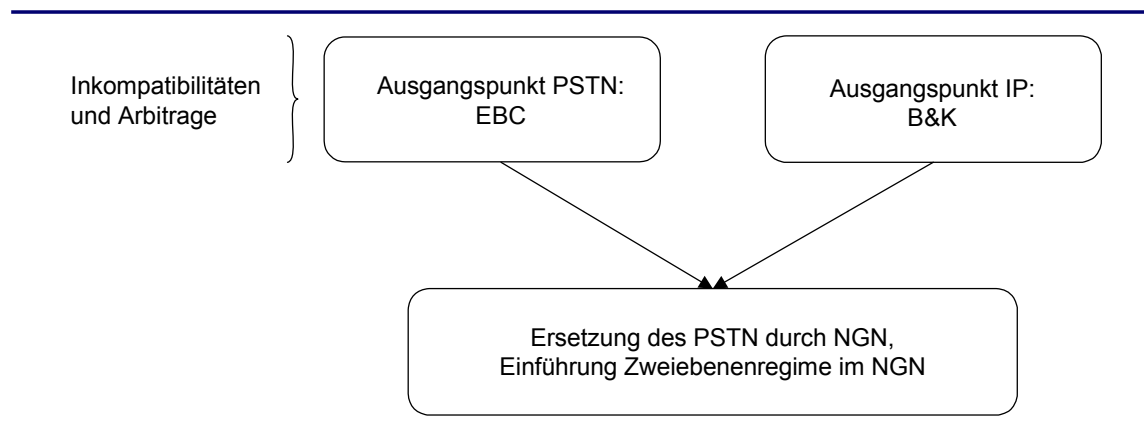 Inkompatibilitäten
und Arbitrage
Ausgangspunkt PSTN:
EBC
Ausgangspunkt IP:
B&K
Ersetzung des PSTN durch NGN,
Einführung Zweiebenenregime im NGN